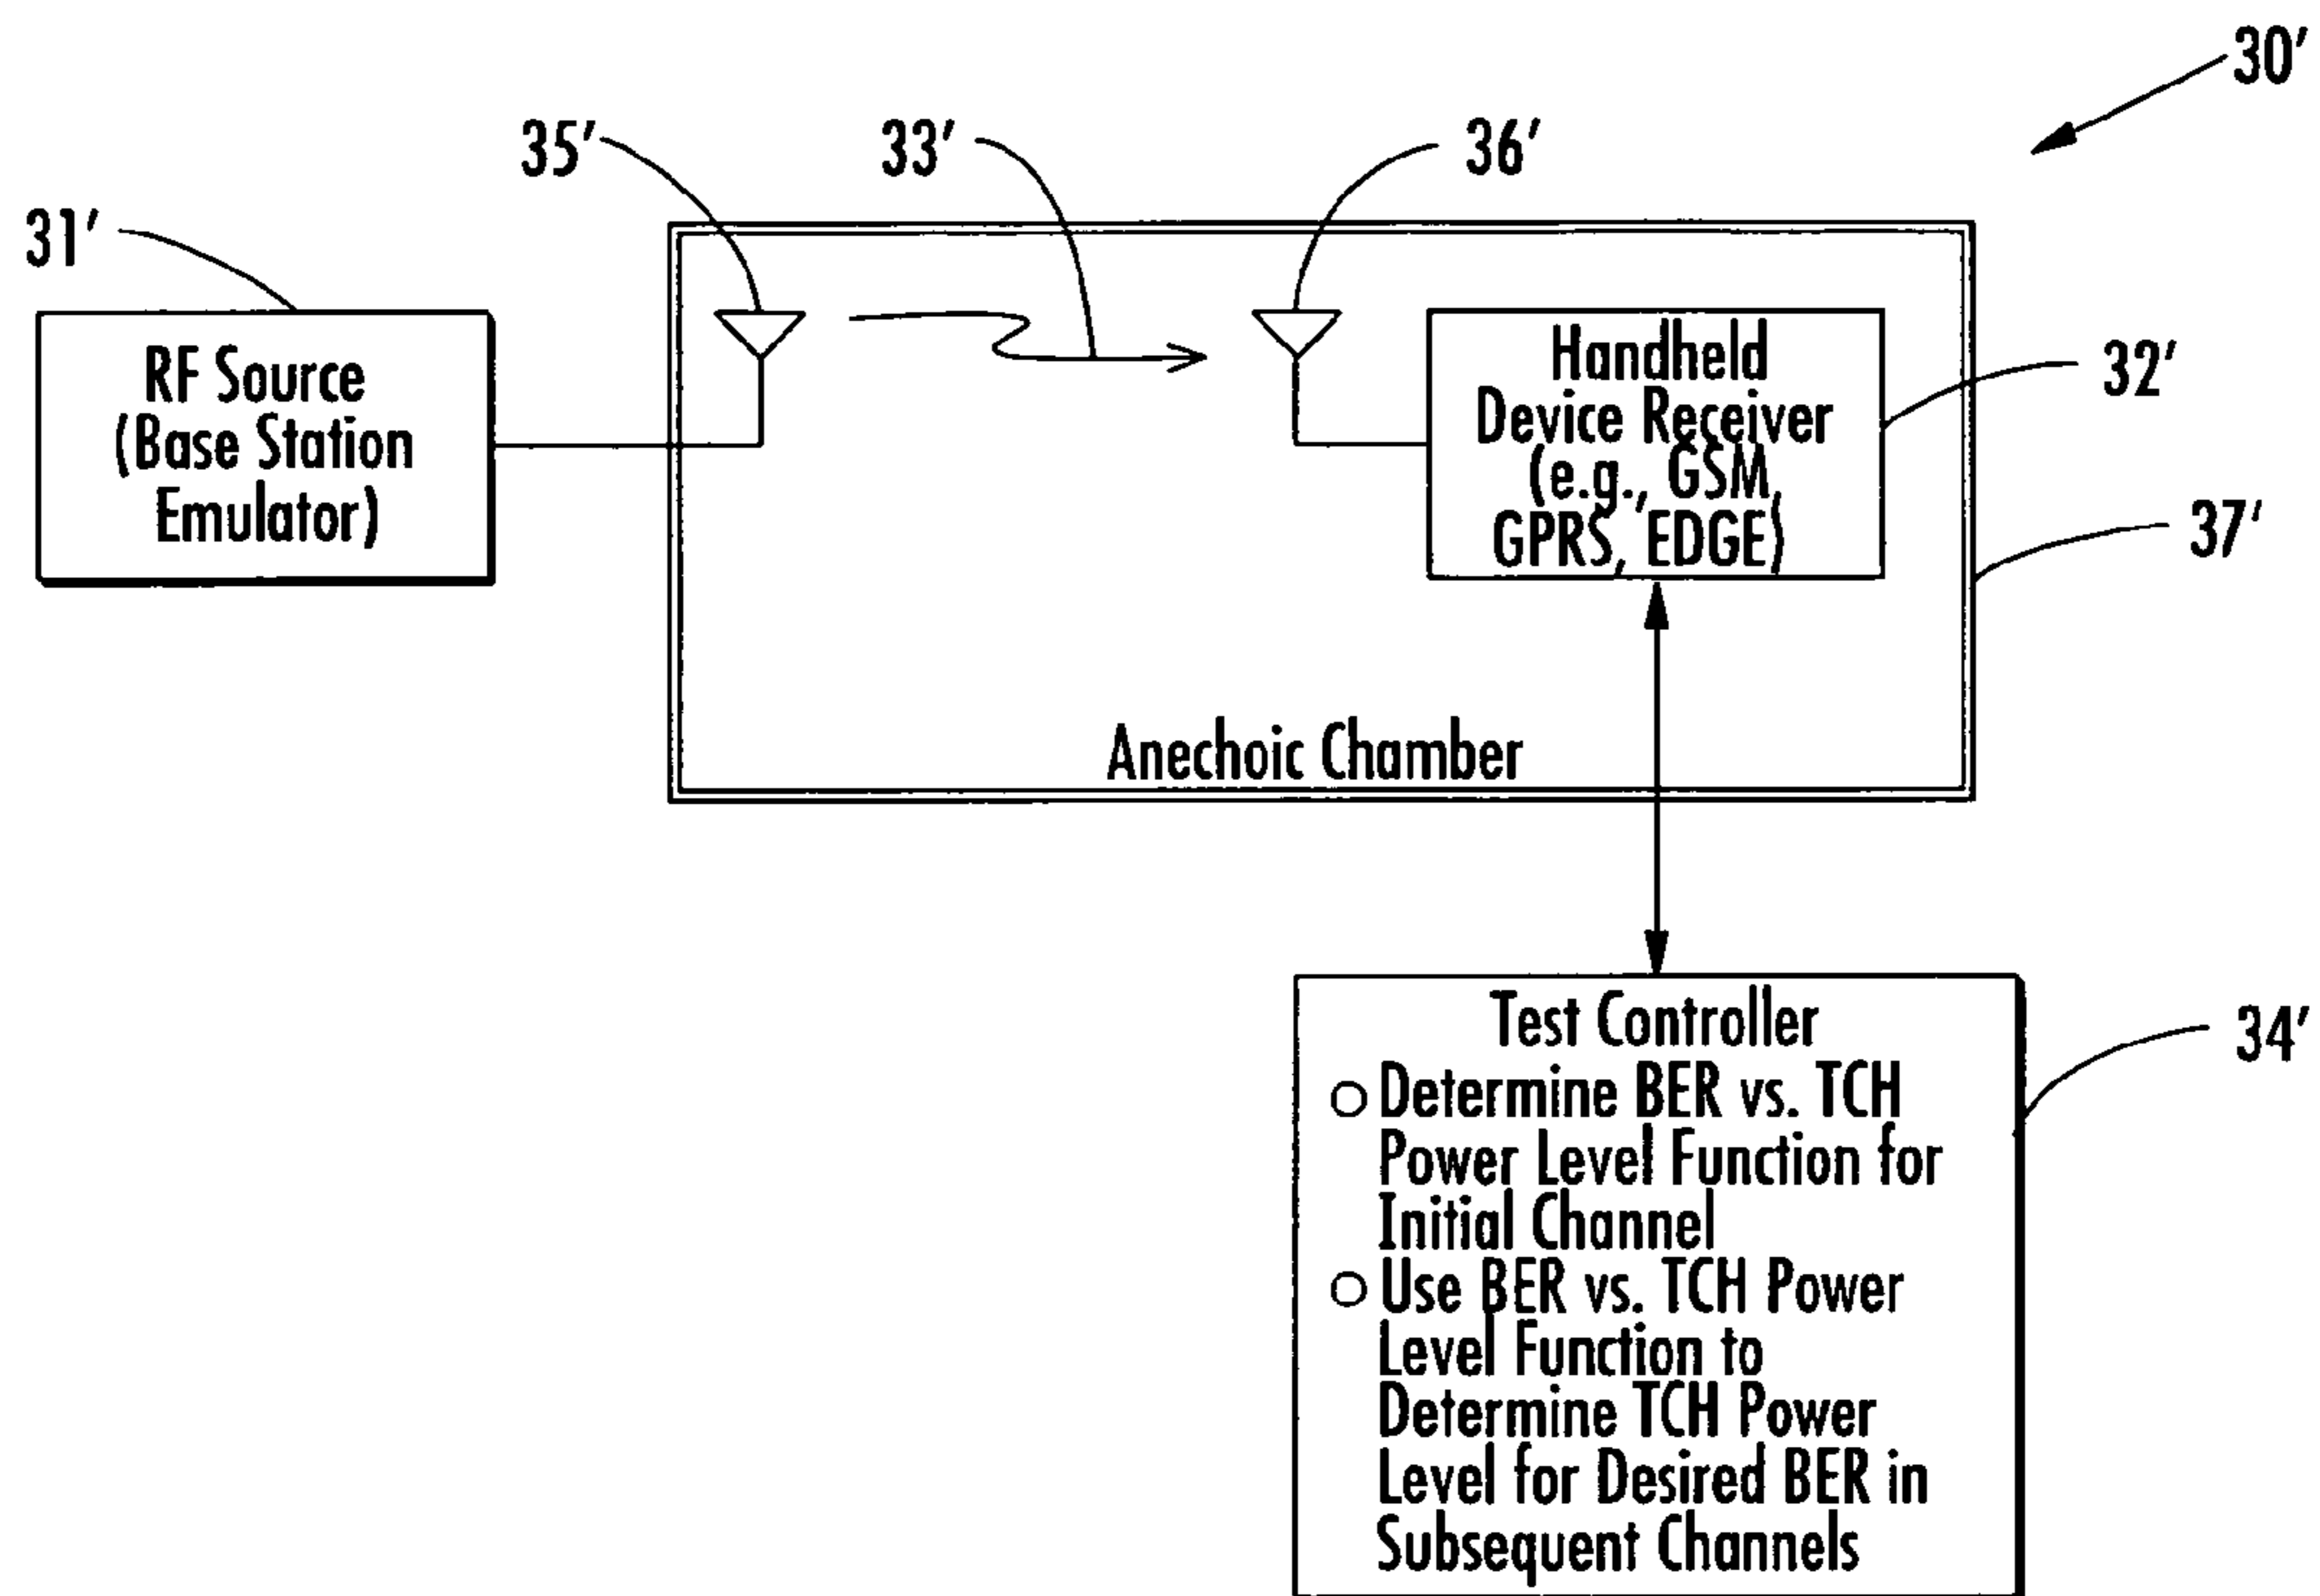 30'
35'
33'
36'
31'
RF Source
(Base Station
Emulator)
Handheld
Device Receiver
(e.g., GSM,
GPRS, EDGE)
32'
37'
Anechoic Chamber
Test Controller
○ Determine BER vs. TCH
Power Level Function for
Initial Channel
○ Use BER vs. TCH Power
Level Function to
Determine TCH Power
Level for Desired BER in
Subsequent Channels
34'